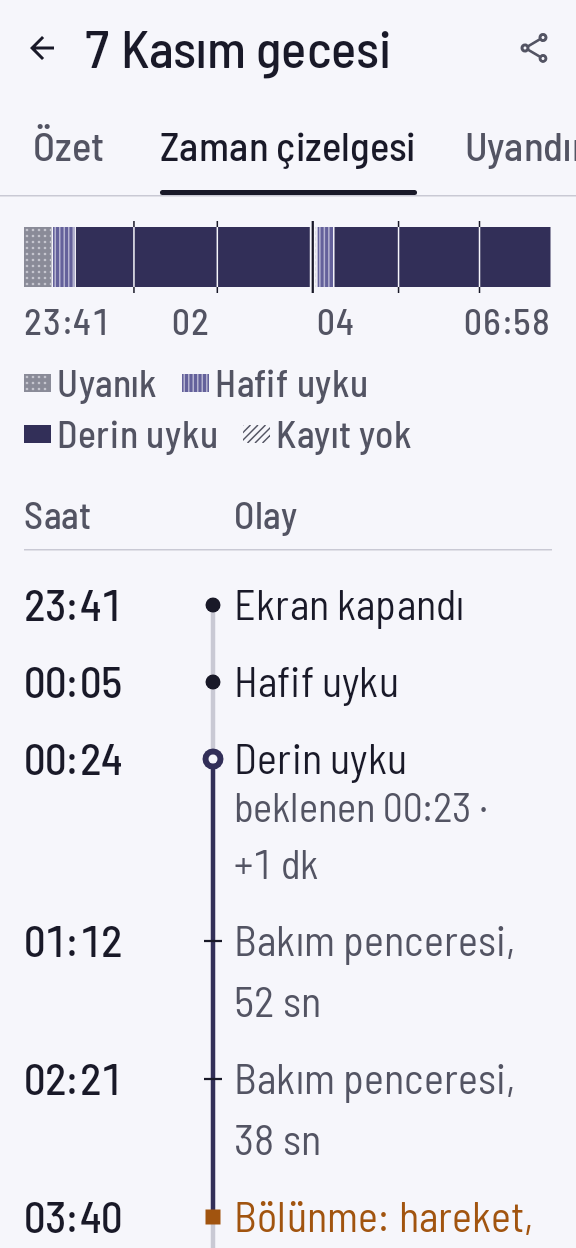 7 Kasım gecesi
Özet Zaman çizelgesi
23:41 02 04 06:58
Uyanık Hafif uyku
Derin uyku Kayıt yok
Saat Olay
23:41 Ekran kapandı
00:05 Hafif uyku
00:24 Derin uyku
beklenen 00:23 ·
+1 dk
01:12 Bakım penceresi,
52 sn
02:21 Bakım penceresi,
38 sn
03:40 Bölünme: hareket,